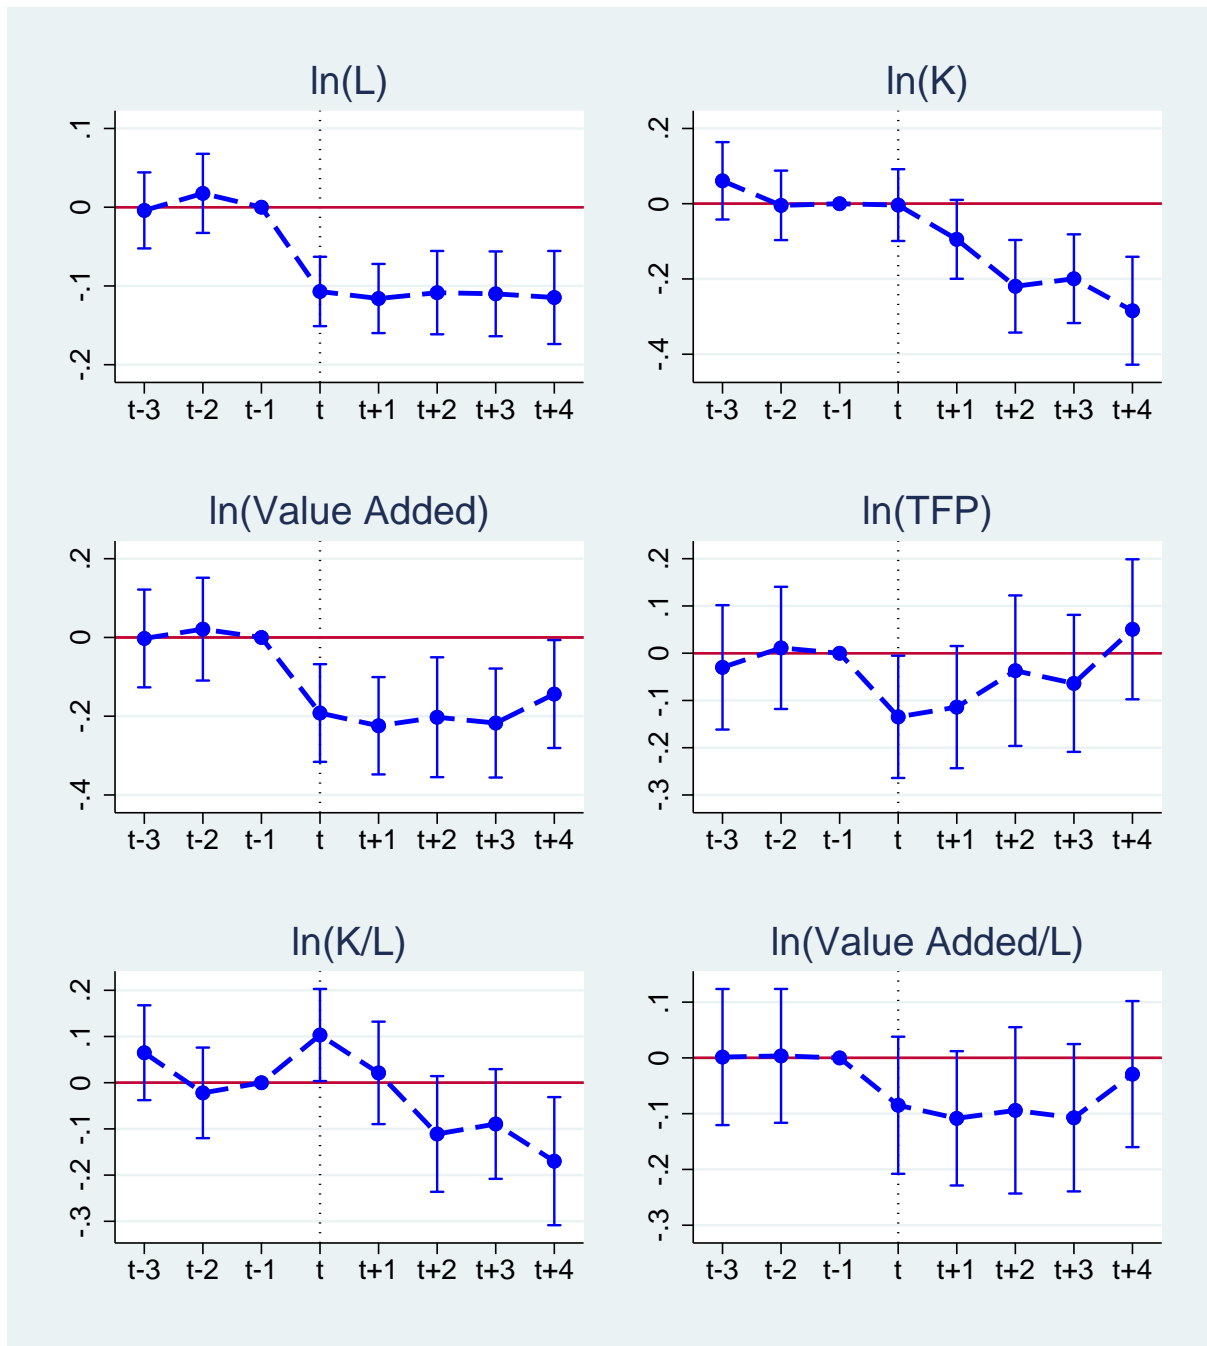 ln(L)
.1
0
-.1
-.2
t-3 t-2 t-1 t t+1 t+2 t+3 t+4
ln(K)
.2
0
-.2
-.4
t-3 t-2 t-1 t t+1 t+2 t+3 t+4
ln(Value Added)
.2
0
-.2
-.4
t-3 t-2 t-1 t t+1 t+2 t+3 t+4
ln(TFP)
.2
.1
0
-.1
-.2
-.3
t-3 t-2 t-1 t t+1 t+2 t+3 t+4
ln(K/L)
.2
.1
0
-.1
-.2
-.3
t-3 t-2 t-1 t t+1 t+2 t+3 t+4
ln(Value Added/L)
.1
0
-.1
-.2
-.3
t-3 t-2 t-1 t t+1 t+2 t+3 t+4